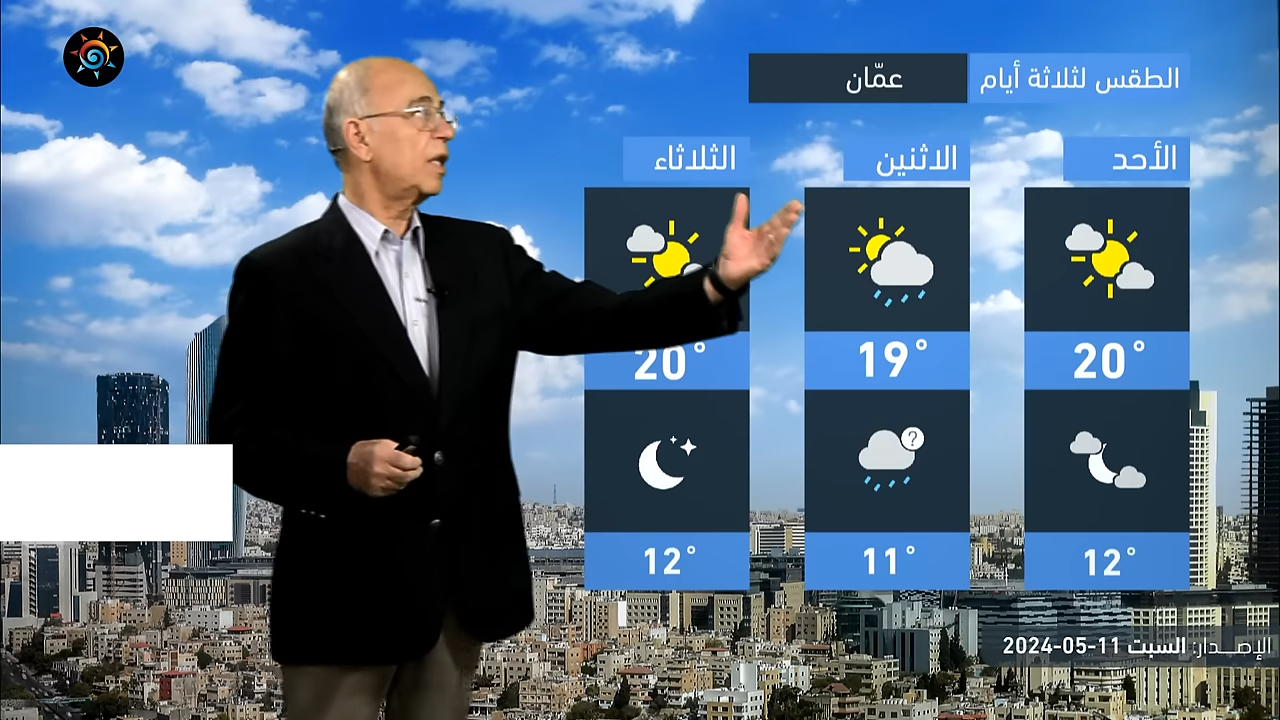 الطقس لثلاثة أيام عمّان
الأحد الاثنين الثلاثاء
20° 19° 20°
?
12° 11° 12°
الإصدار: السبت 11-05-2024